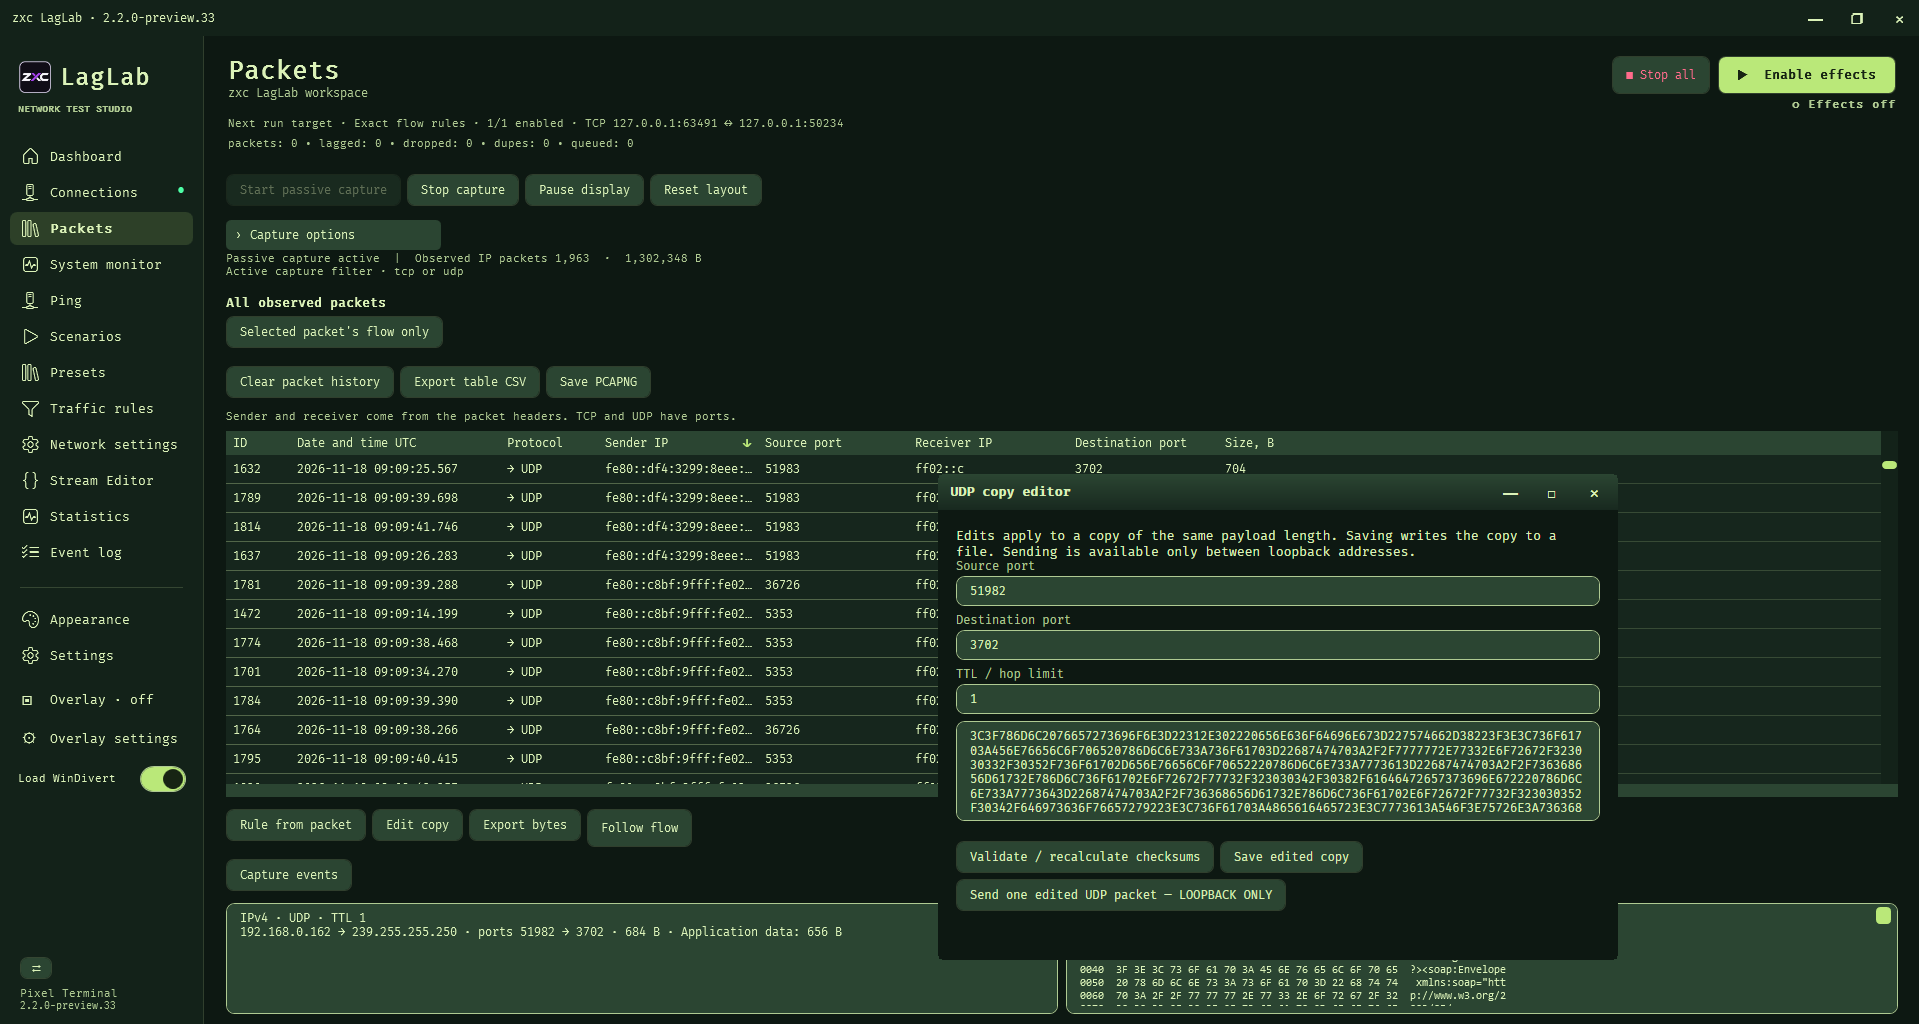 zxc LagLab · 2.2.0-preview.33
zxc LagLab
NETWORK TEST STUDIO
Dashboard
Connections
Packets
System monitor
Ping
Scenarios
Presets
Traffic rules
Network settings
Stream Editor
Statistics
Event log
Appearance
Settings
Overlay · off
Overlay settings
Load WinDivert
Pixel Terminal
2.2.0-preview.33
Packets
zxc LagLab workspace
Stop all
Enable effects
o Effects off
Next run target · Exact flow rules · 1/1 enabled · TCP 127.0.0.1:63491 ↔ 127.0.0.1:50234
packets: 0 • lagged: 0 • dropped: 0 • dupes: 0 • queued: 0
Start passive capture Stop capture Pause display Reset layout
› Capture options
Passive capture active | Observed IP packets 1,963 · 1,302,348 B
Active capture filter · tcp or udp
All observed packets
Selected packet's flow only
Clear packet history Export table CSV Save PCAPNG
Sender and receiver come from the packet headers. TCP and UDP have ports.
ID Date and time UTC Protocol Sender IP ↓ Source port Receiver IP Destination port Size, B
1632 2026-11-18 09:09:25.567 → UDP fe80::df4:3299:8eee:… 51983 ff02::c 3702 704
1789 2026-11-18 09:09:39.698 → UDP fe80::df4:3299:8eee:… 51983 ff02
1814 2026-11-18 09:09:41.746 → UDP fe80::df4:3299:8eee:… 51983 ff02
1637 2026-11-18 09:09:26.283 → UDP fe80::df4:3299:8eee:… 51983 ff02
1781 2026-11-18 09:09:39.288 → UDP fe80::c8bf:9fff:fe02… 36726 ff02
1472 2026-11-18 09:09:14.199 → UDP fe80::c8bf:9fff:fe02… 5353 ff02
1774 2026-11-18 09:09:38.468 → UDP fe80::c8bf:9fff:fe02… 5353 ff02
1701 2026-11-18 09:09:34.270 → UDP fe80::c8bf:9fff:fe02… 5353 ff02
1784 2026-11-18 09:09:39.390 → UDP fe80::c8bf:9fff:fe02… 5353 ff02
1764 2026-11-18 09:09:38.266 → UDP fe80::c8bf:9fff:fe02… 36726 ff02
1795 2026-11-18 09:09:40.415 → UDP fe80::c8bf:9fff:fe02… 5353 ff02
Rule from packet Edit copy Export bytes Follow flow
Capture events
IPv4 · UDP · TTL 1
192.168.0.162 → 239.255.255.250 · ports 51982 → 3702 · 684 B · Application data: 656 B
UDP copy editor
Edits apply to a copy of the same payload length. Saving writes the copy to a
file. Sending is available only between loopback addresses.
Source port
51982
Destination port
3702
TTL / hop limit
1
3C3F786D6C2076657273696F6E3D22312E302220656E636F64696E673D227574662D38223F3E3C736F61
703A456E76656C6F706520786D6C6E733A736F61703D22687474703A2F2F7777772E77332E6F72672F3230
30332F30352F736F61702D656E76656C6F70652220786D6C6E733A7773613D22687474703A2F2F7363686
56D61732E786D6C736F61702E6F72672F77732F323030342F30382F61646472657373696E672220786D6C
6E733A7773643D22687474703A2F2F736368656D61732E786D6C736F61702E6F72672F77732F323030352
F30342F646973636F76657279223E3C736F61703A4865616465723E3C7773613A546F3E75726E3A736368
Validate / recalculate checksums Save edited copy
Send one edited UDP packet — LOOPBACK ONLY
0040 3F 3E 3C 73 6F 61 70 3A 45 6E 76 65 6C 6F 70 65 ?><soap:Envelope
0050 20 78 6D 6C 6E 73 3A 73 6F 61 70 3D 22 68 74 74 xmlns:soap="htt
0060 70 3A 2F 2F 77 77 77 2E 77 33 2E 6F 72 67 2F 32 p://www.w3.org/2